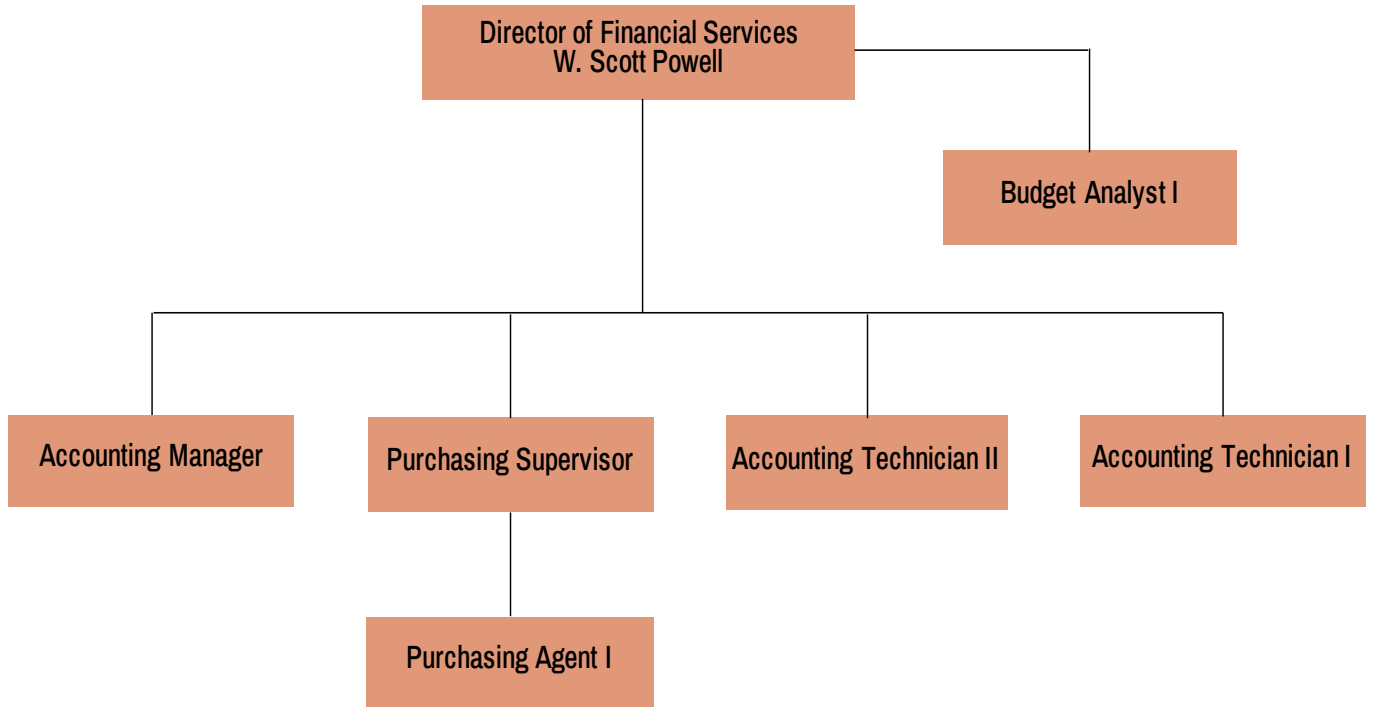 Director of Financial Services
W. Scott Powell
Budget Analyst I
Accounting Manager
Purchasing Supervisor
Accounting Technician II
Accounting Technician I
Purchasing Agent I